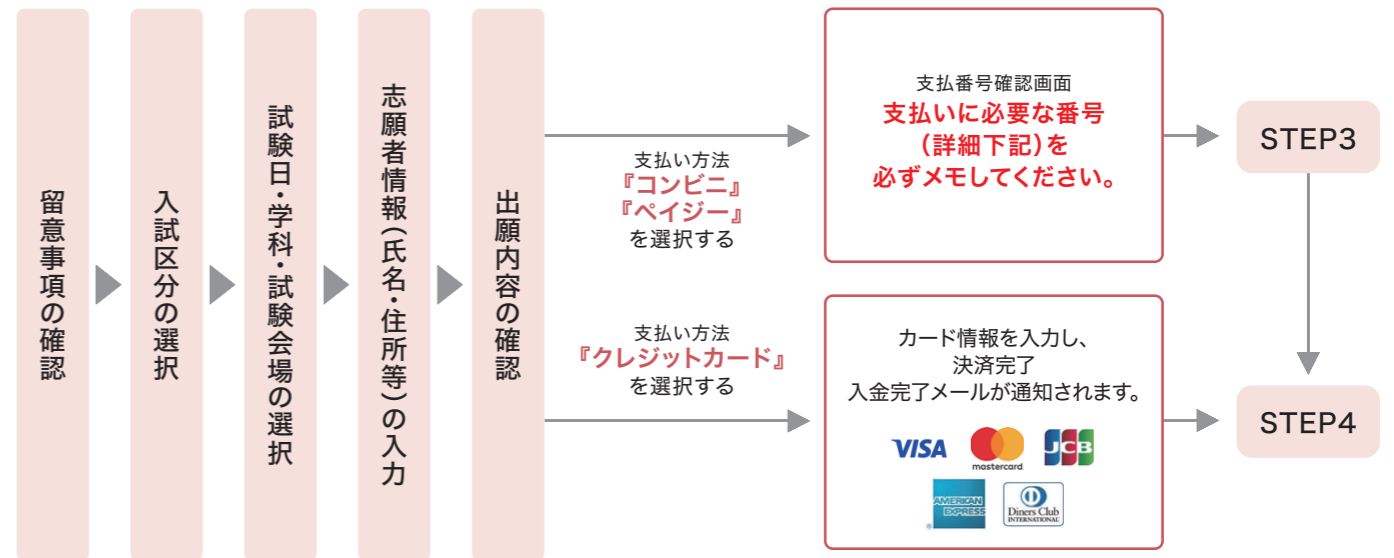 留意事項の確認
入試区分の選択
試験日・学科・試験会場の選択
志願者情報(氏名・住所等)の入力
出願内容の確認
支払い方法
『コンビニ』
『ペイジー』
を選択する
支払番号確認画面
支払いに必要な番号
(詳細下記)を
必ずメモしてください。
STEP3
支払い方法
『クレジットカード』
を選択する
カード情報を入力し、
決済完了
入金完了メールが通知されます。
VISA
mastercard
JCB
AMERICAN
EXPRESS
®
Diners Club
INTERNATIONAL
STEP4